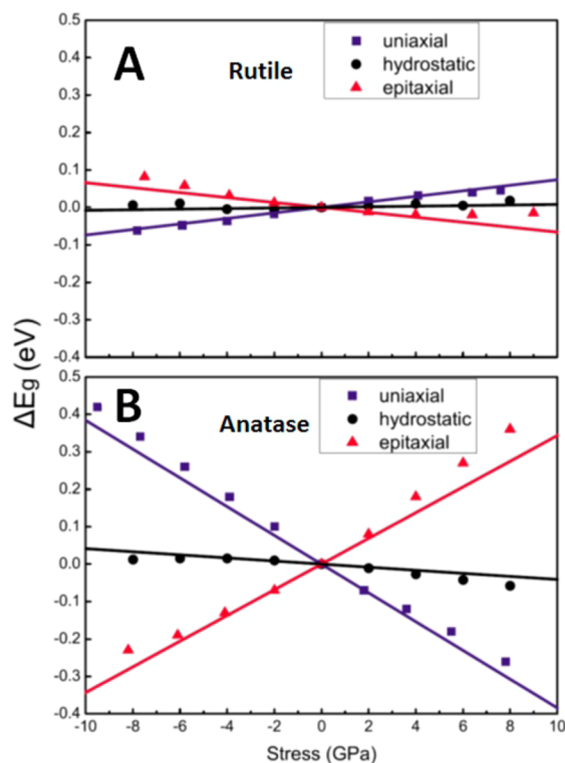 A
Rutile
uniaxial
hydrostatic
epitaxial
0.5
0.4
0.3
0.2
0.1
0.0
-0.1
-0.2
-0.3
-0.4
ΔEg (eV)
B
Anatase
uniaxial
hydrostatic
epitaxial
0.5
0.4
0.3
0.2
0.1
0.0
-0.1
-0.2
-0.3
-0.4
-10 -8 -6 -4 -2 0 2 4 6 8 10
Stress (GPa)